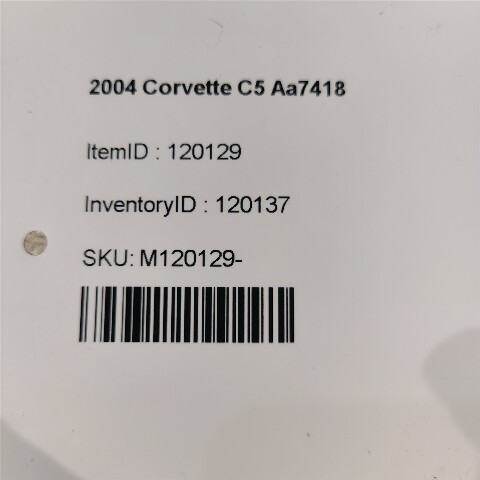 2004 Corvette C5 Aa7418
ItemID : 120129
InventoryID : 120137
SKU: M120129-